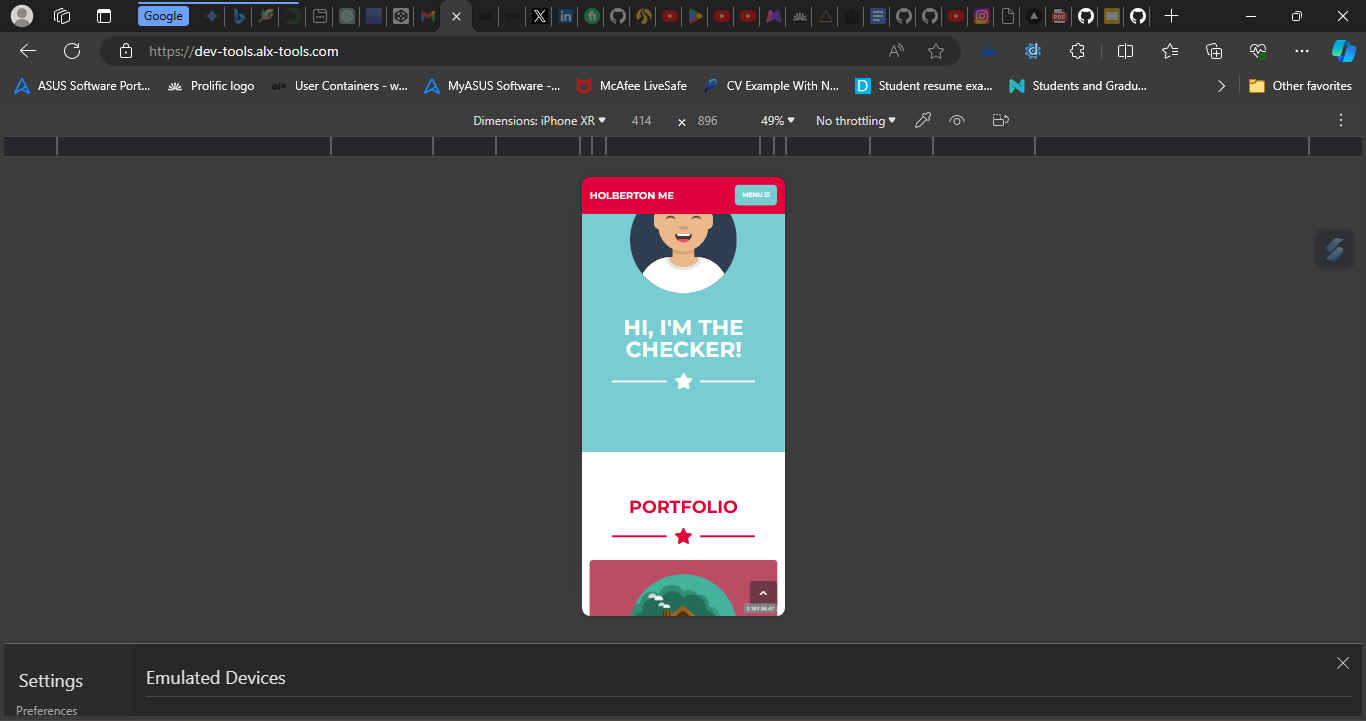 Google
https://dev-tools.alx-tools.com
ASUS Software Port...
Prolific logo
alx
User Containers - w...
MyASUS Software -...
McAfee LiveSafe
CV Example With N...
D
Student resume exa...
Students and Gradu...
Other favorites
Dimensions: iPhone XR
414
×
896
49%
No throttling
HOLBERTON ME
MENU
HI, I'M THE
CHECKER!
PORTFOLIO
Settings
Emulated Devices
Preferences